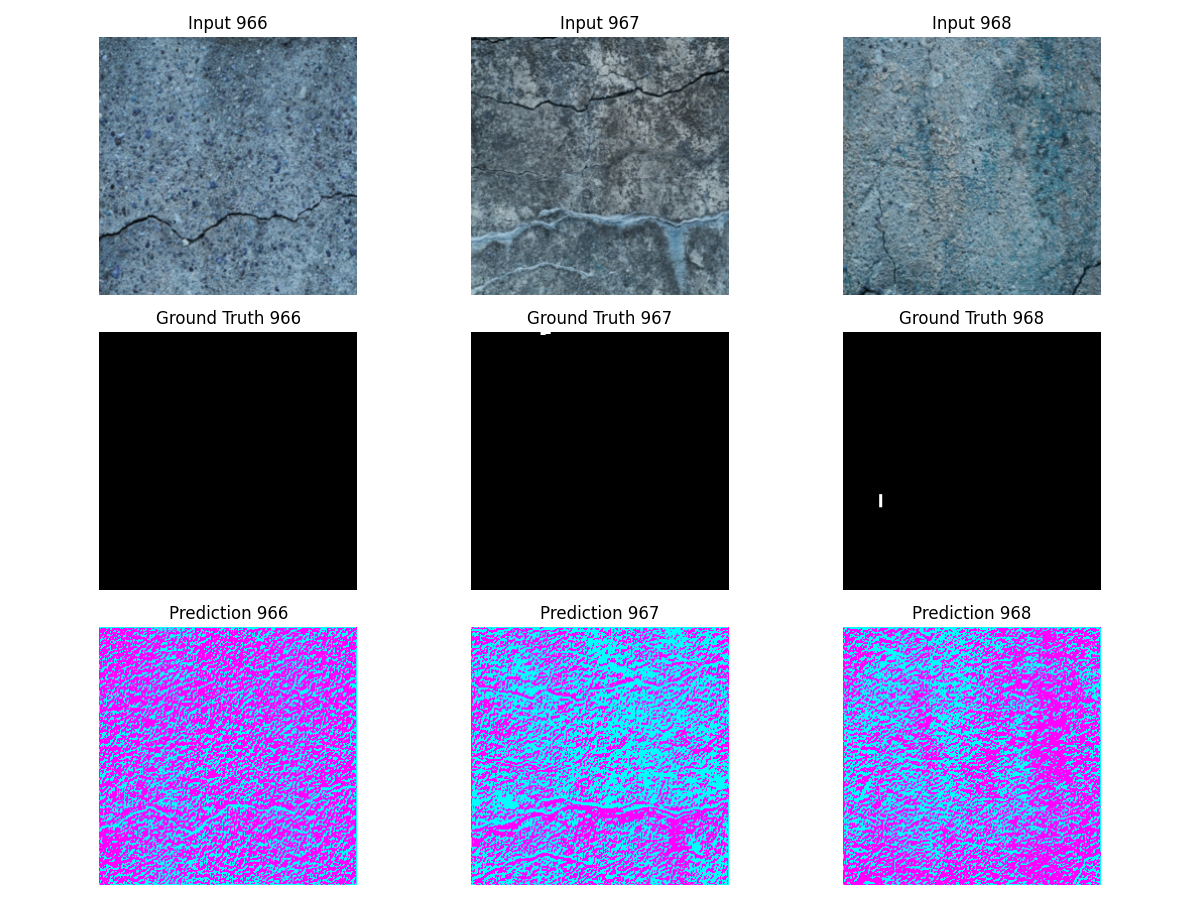 Input 966
Input 967
Input 968
Ground Truth 966
Ground Truth 967
Ground Truth 968
Prediction 966
Prediction 967
Prediction 968